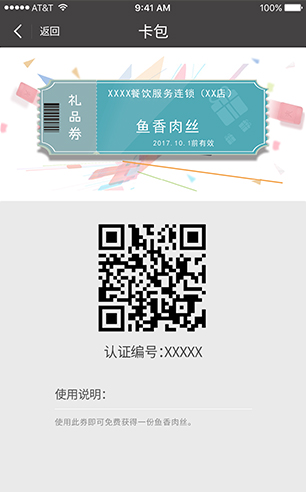 AT&T 9:41 AM 100%
返回 卡包
礼品券
XXXX餐饮服务连锁（XX店）
鱼香肉丝
2017.10.1前有效
认证编号:XXXXX
使用说明：
使用此券即可免费获得一份鱼香肉丝。